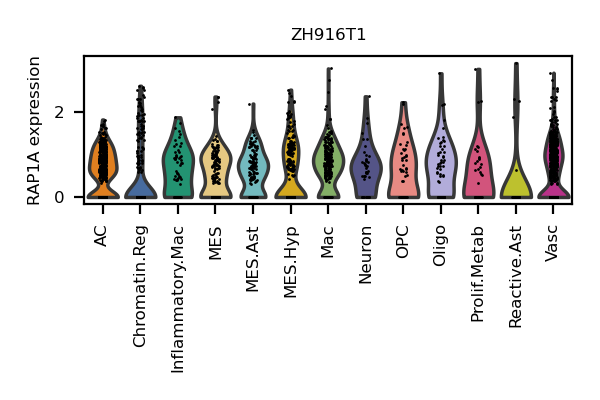 ZH916T1
RAP1A expression
2
0
AC
Chromatin.Reg
Inflammatory.Mac
MES
MES.Ast
MES.Hyp
Mac
Neuron
OPC
Oligo
Prolif.Metab
Reactive.Ast
Vasc